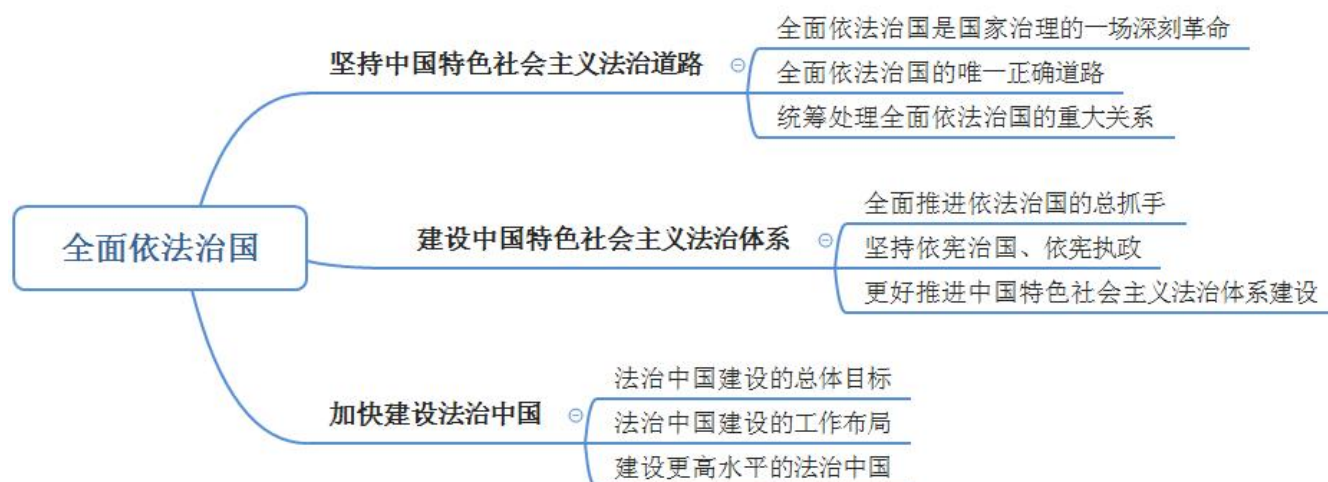 全面依法治国
坚持中国特色社会主义法治道路
全面依法治国是国家治理的一场深刻革命
全面依法治国的唯一正确道路
统筹处理全面依法治国的重大关系
建设中国特色社会主义法治体系
全面推进依法治国的总抓手
坚持依宪治国、依宪执政
更好推进中国特色社会主义法治体系建设
加快建设法治中国
法治中国建设的总体目标
法治中国建设的工作布局
建设更高水平的法治中国